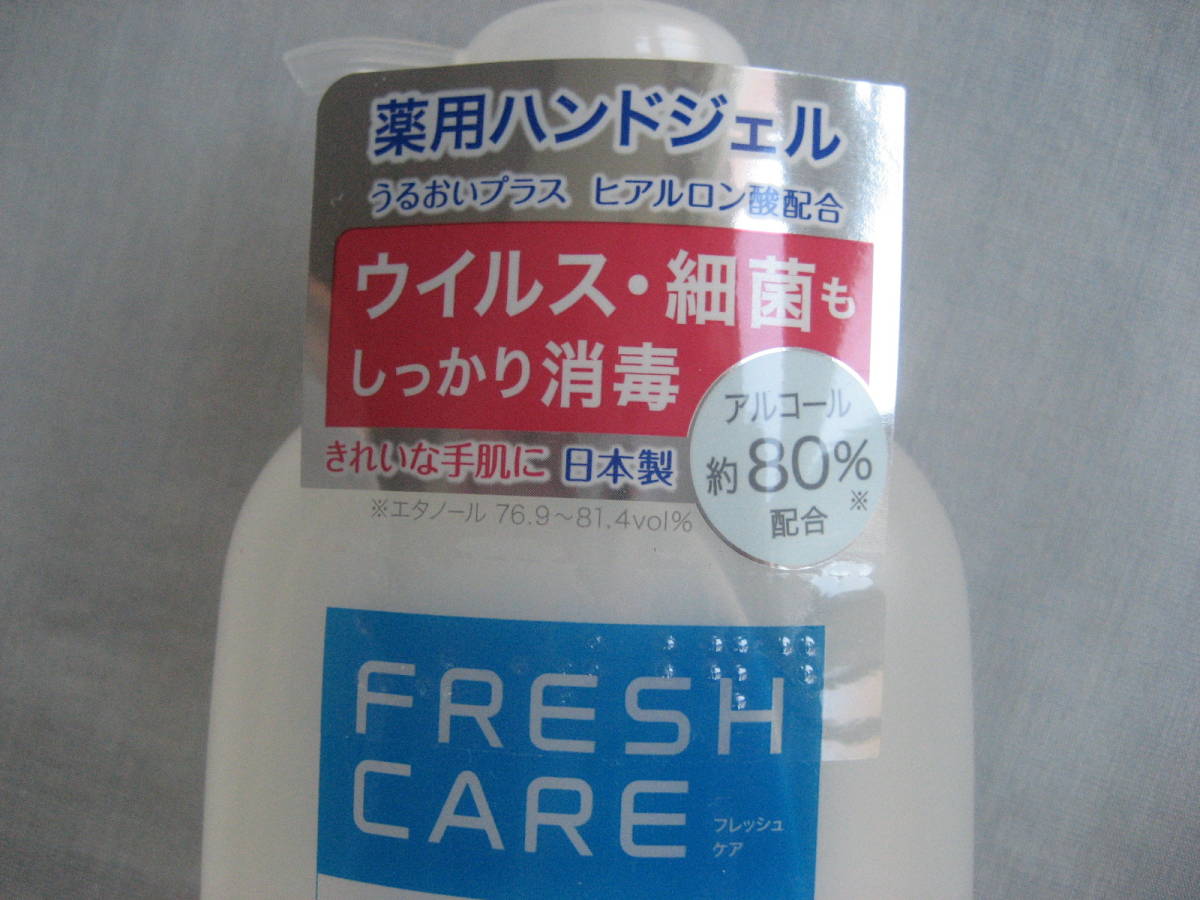 薬用ハンドジェル
うるおいプラス ヒアルロン酸配合
ウイルス・細菌も
しっかり消毒
アルコール
約80%※
配合
きれいな手肌に 日本製
※エタノール 76.9～81.4vol%
FRESH
CARE
フレッシュ
ケア